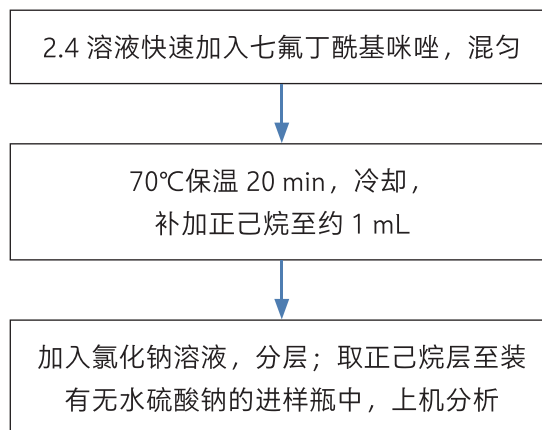 2.4 溶液快速加入七氟丁酰基咪唑，混匀
70℃保温 20 min，冷却，
补加正己烷至约 1 mL
加入氯化钠溶液，分层；取正己烷层至装
有无水硫酸钠的进样瓶中，上机分析